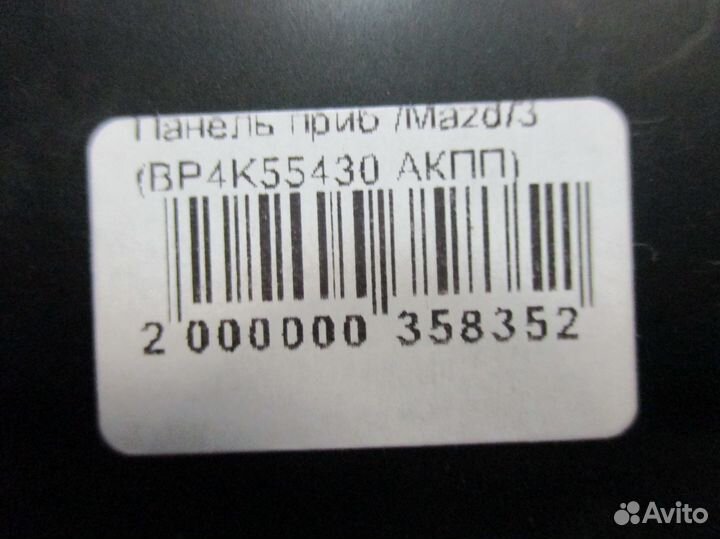 Панель приб /Mazd/3
(BP4K55430 АКПП)
2 000000 358352
Avito